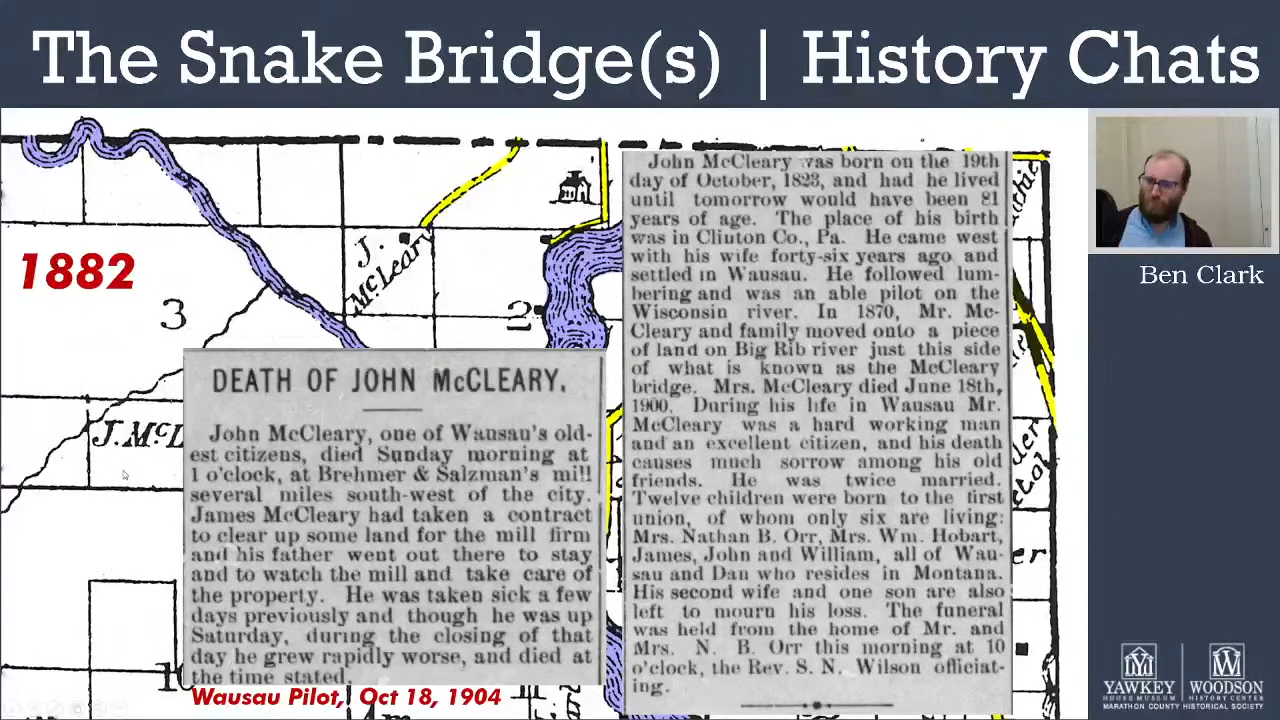 The Snake Bridge(s) | History Chats
Ben Clark
1882
3
2
J.
McCleary
J. McL
DEATH OF JOHN McCLEARY.
John McCleary, one of Wausau's old-
est citizens, died Sunday morning at
1 o'clock, at Brehmer & Salzman's mill
several miles south-west of the city.
James McCleary had taken a contract
to clear up some land for the mill firm
and his father went out there to stay
and to watch the mill and take care of
the property. He was taken sick a few
days previously and though he was up
Saturday, during the closing of that
day he grew rapidly worse, and died at
the time stated.
Wausau Pilot, Oct 18, 1904
John McCleary was born on the 19th
day of October, 1823, and had he lived
until tomorrow would have been 81
years of age. The place of his birth
was in Clinton Co., Pa. He came west
with his wife forty-six years ago and
settled in Wausau. He followed lum-
bering and was an able pilot on the
Wisconsin river. In 1870, Mr. Mc-
Cleary and family moved onto a piece
of land on Big Rib river just this side
of what is known as the McCleary
bridge. Mrs. McCleary died June 18th,
1900. During his life in Wausau Mr.
McCleary was a hard working man
and an excellent citizen, and his death
causes much sorrow among his old
friends. He was twice married.
Twelve children were born to the first
union, of whom only six are living:
Mrs. Nathan B. Orr, Mrs. Wm. Hobart,
James, John and William, all of Wau-
sau and Dan who resides in Montana.
His second wife and one son are also
left to mourn his loss. The funeral
was held from the home of Mr. and
Mrs. N. B. Orr this morning at 10
o'clock, the Rev. S. N. Wilson officiat-
ing.
YAWKEY
HOUSE MUSEUM
WOODSON
HISTORY CENTER
MARATHON COUNTY HISTORICAL SOCIETY